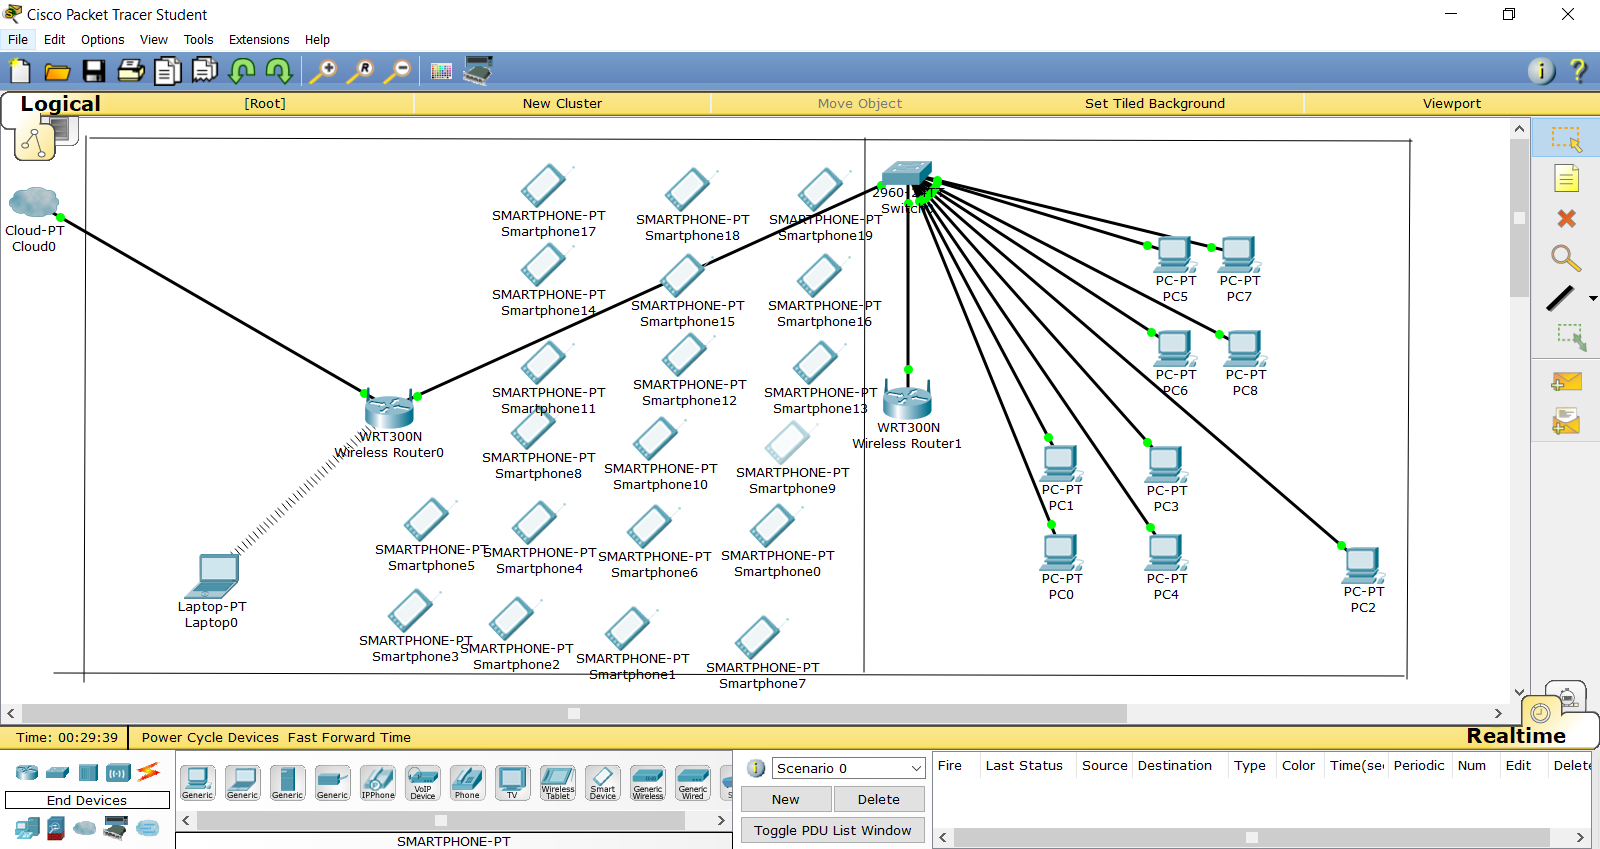 Cisco Packet Tracer Student
File Edit Options View Tools Extensions Help
Logical [Root] New Cluster Move Object Set Tiled Background Viewport
Cloud-PT
Cloud0
SMARTPHONE-PT
Smartphone17
SMARTPHONE-PT
Smartphone18
SMARTPHONE-PT
Smartphone19
2960-24TT
Switch
SMARTPHONE-PT
Smartphone14
SMARTPHONE-PT
Smartphone15
SMARTPHONE-PT
Smartphone16
PC-PT
PC5
PC-PT
PC7
SMARTPHONE-PT
Smartphone11
SMARTPHONE-PT
Smartphone12
SMARTPHONE-PT
Smartphone13
PC-PT
PC6
PC-PT
PC8
WRT300N
Wireless Router0
WRT300N
Wireless Router1
SMARTPHONE-PT
Smartphone8
SMARTPHONE-PT
Smartphone10
SMARTPHONE-PT
Smartphone9
PC-PT
PC1
PC-PT
PC3
SMARTPHONE-PT
Smartphone5
SMARTPHONE-PT
Smartphone4
SMARTPHONE-PT
Smartphone6
SMARTPHONE-PT
Smartphone0
PC-PT
PC0
PC-PT
PC4
PC-PT
PC2
Laptop-PT
Laptop0
SMARTPHONE-PT
Smartphone3
SMARTPHONE-PT
Smartphone2
SMARTPHONE-PT
Smartphone1
SMARTPHONE-PT
Smartphone7
Time: 00:29:39 Power Cycle Devices Fast Forward Time
Realtime
End Devices
Generic
Generic
Generic
Generic
IPPhone
VoIP
Device
Phone
TV
Wireless
Tablet
Smart
Device
Generic
Wireless
Generic
Wired
SMARTPHONE-PT
Scenario 0
New Delete
Toggle PDU List Window
Fire Last Status Source Destination Type Color Time(sec Periodic Num Edit Delete